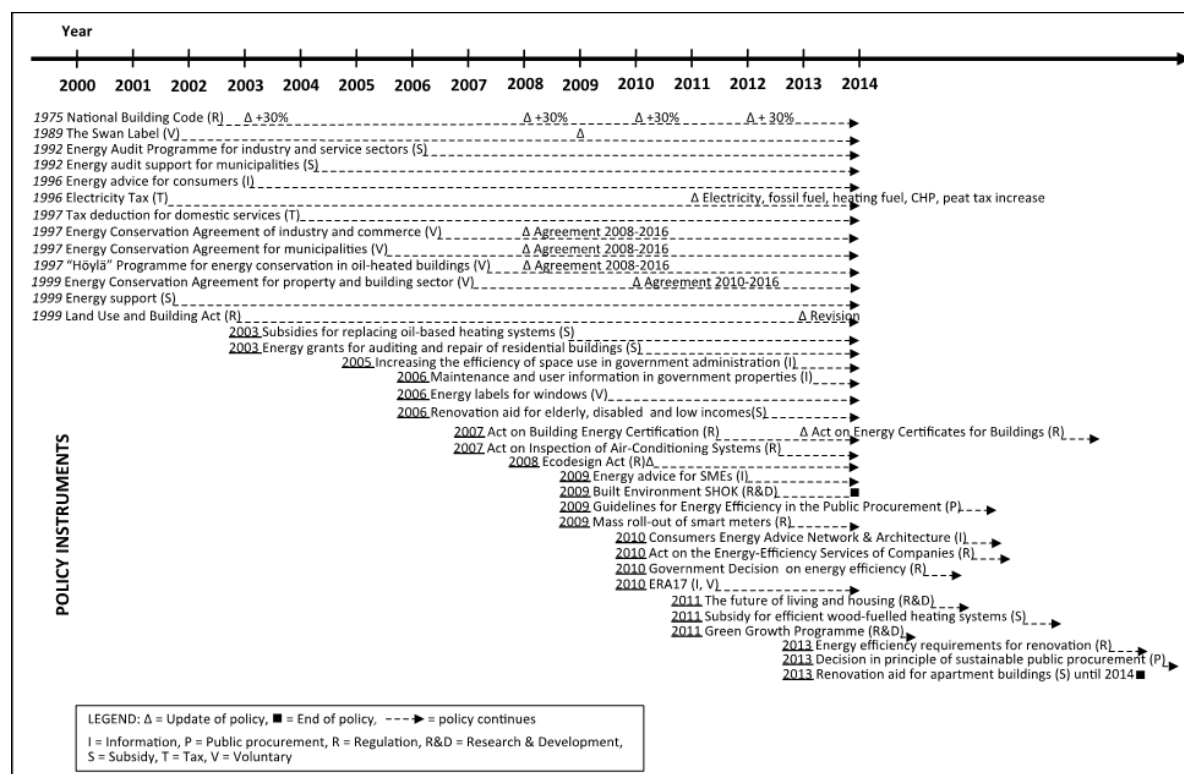 Year
2000 2001 2002 2003 2004 2005 2006 2007 2008 2009 2010 2011 2012 2013 2014
1975 National Building Code (R) Δ +30% Δ +30% Δ +30% Δ + 30%
1989 The Swan Label (V) Δ
1992 Energy Audit Programme for industry and service sectors (S)
1992 Energy audit support for municipalities (S)
1996 Energy advice for consumers (I)
1996 Electricity Tax (T) Δ Electricity, fossil fuel, heating fuel, CHP, peat tax increase
1997 Tax deduction for domestic services (T)
1997 Energy Conservation Agreement of industry and commerce (V) Δ Agreement 2008-2016
1997 Energy Conservation Agreement for municipalities (V) Δ Agreement 2008-2016
1997 “Höylä” Programme for energy conservation in oil-heated buildings (V) Δ Agreement 2008-2016
1999 Energy Conservation Agreement for property and building sector (V) Δ Agreement 2010-2016
1999 Energy support (S)
1999 Land Use and Building Act (R) Δ Revision
2003 Subsidies for replacing oil-based heating systems (S)
2003 Energy grants for auditing and repair of residential buildings (S)
2005 Increasing the efficiency of space use in government administration (I)
2006 Maintenance and user information in government properties (I)
2006 Energy labels for windows (V)
2006 Renovation aid for elderly, disabled and low incomes(S)
2007 Act on Building Energy Certification (R) Δ Act on Energy Certificates for Buildings (R)
2007 Act on Inspection of Air-Conditioning Systems (R)
2008 Ecodesign Act (R)Δ
2009 Energy advice for SMEs (I)
2009 Built Environment SHOK (R&D)
2009 Guidelines for Energy Efficiency in the Public Procurement (P)
2009 Mass roll-out of smart meters (R)
2010 Consumers Energy Advice Network & Architecture (I)
2010 Act on the Energy-Efficiency Services of Companies (R)
2010 Government Decision on energy efficiency (R)
2010 ERA17 (I, V)
2011 The future of living and housing (R&D)
2011 Subsidy for efficient wood-fuelled heating systems (S)
2011 Green Growth Programme (R&D)
2013 Energy efficiency requirements for renovation (R)
2013 Decision in principle of sustainable public procurement (P)
2013 Renovation aid for apartment buildings (S) until 2014■
POLICY INSTRUMENTS
LEGEND: Δ = Update of policy, ■ = End of policy, ---► = policy continues
I = Information, P = Public procurement, R = Regulation, R&D = Research & Development,
S = Subsidy, T = Tax, V = Voluntary